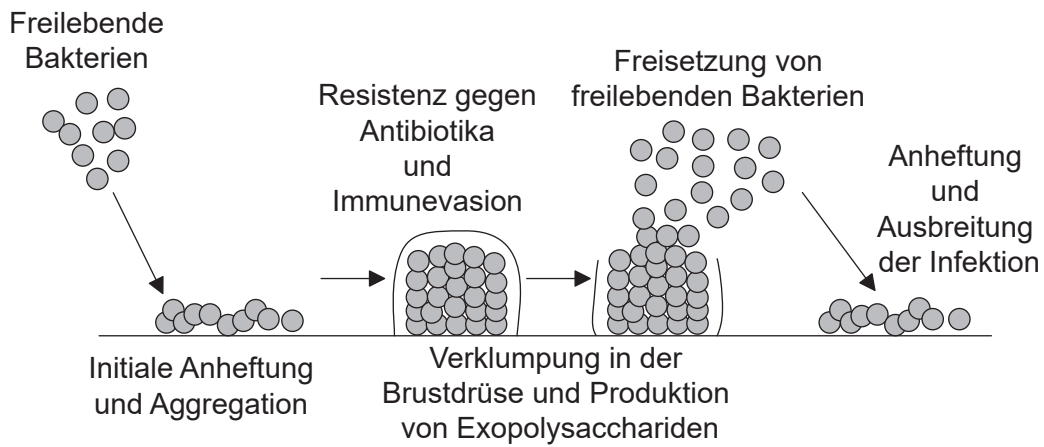 Freilebende
Bakterien
Resistenz gegen
Antibiotika
und
Immunevasion
Freisetzung von
freilebenden Bakterien
Anheftung
und
Ausbreitung
der Infektion
Initiale Anheftung
und Aggregation
Verklumpung in der
Brustdrüse und Produktion
von Exopolysacchariden